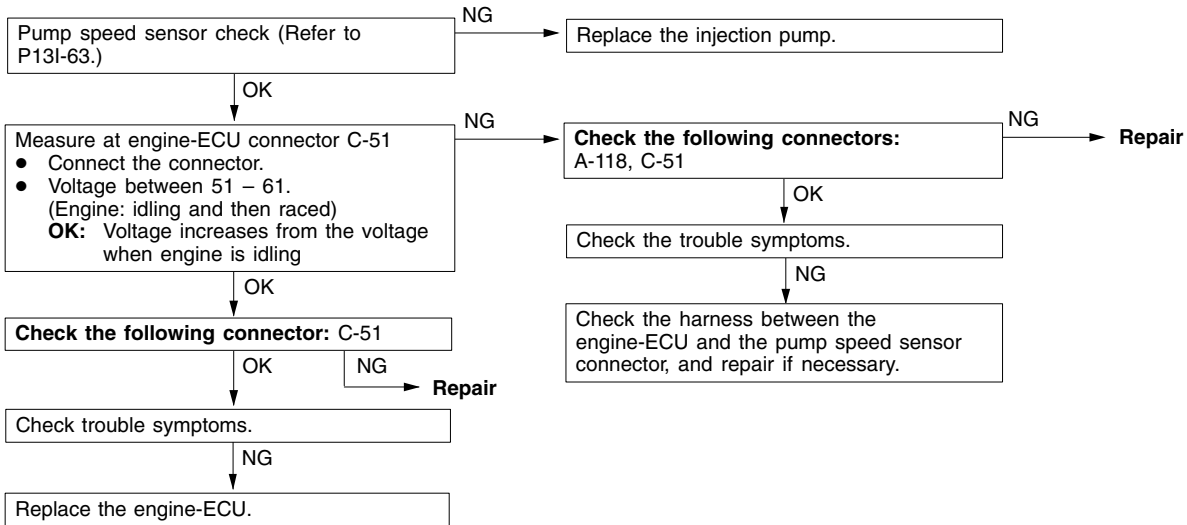 Pump speed sensor check (Refer to
P13I-63.)
NG
Replace the injection pump.
OK
Measure at engine-ECU connector C-51
● Connect the connector.
● Voltage between 51 – 61.
(Engine: idling and then raced)
OK: Voltage increases from the voltage
when engine is idling
NG
Check the following connectors:
A-118, C-51
NG
Repair
OK
Check the trouble symptoms.
NG
Check the harness between the
engine-ECU and the pump speed sensor
connector, and repair if necessary.
OK
Check the following connector: C-51
OK
NG
Repair
Check trouble symptoms.
NG
Replace the engine-ECU.